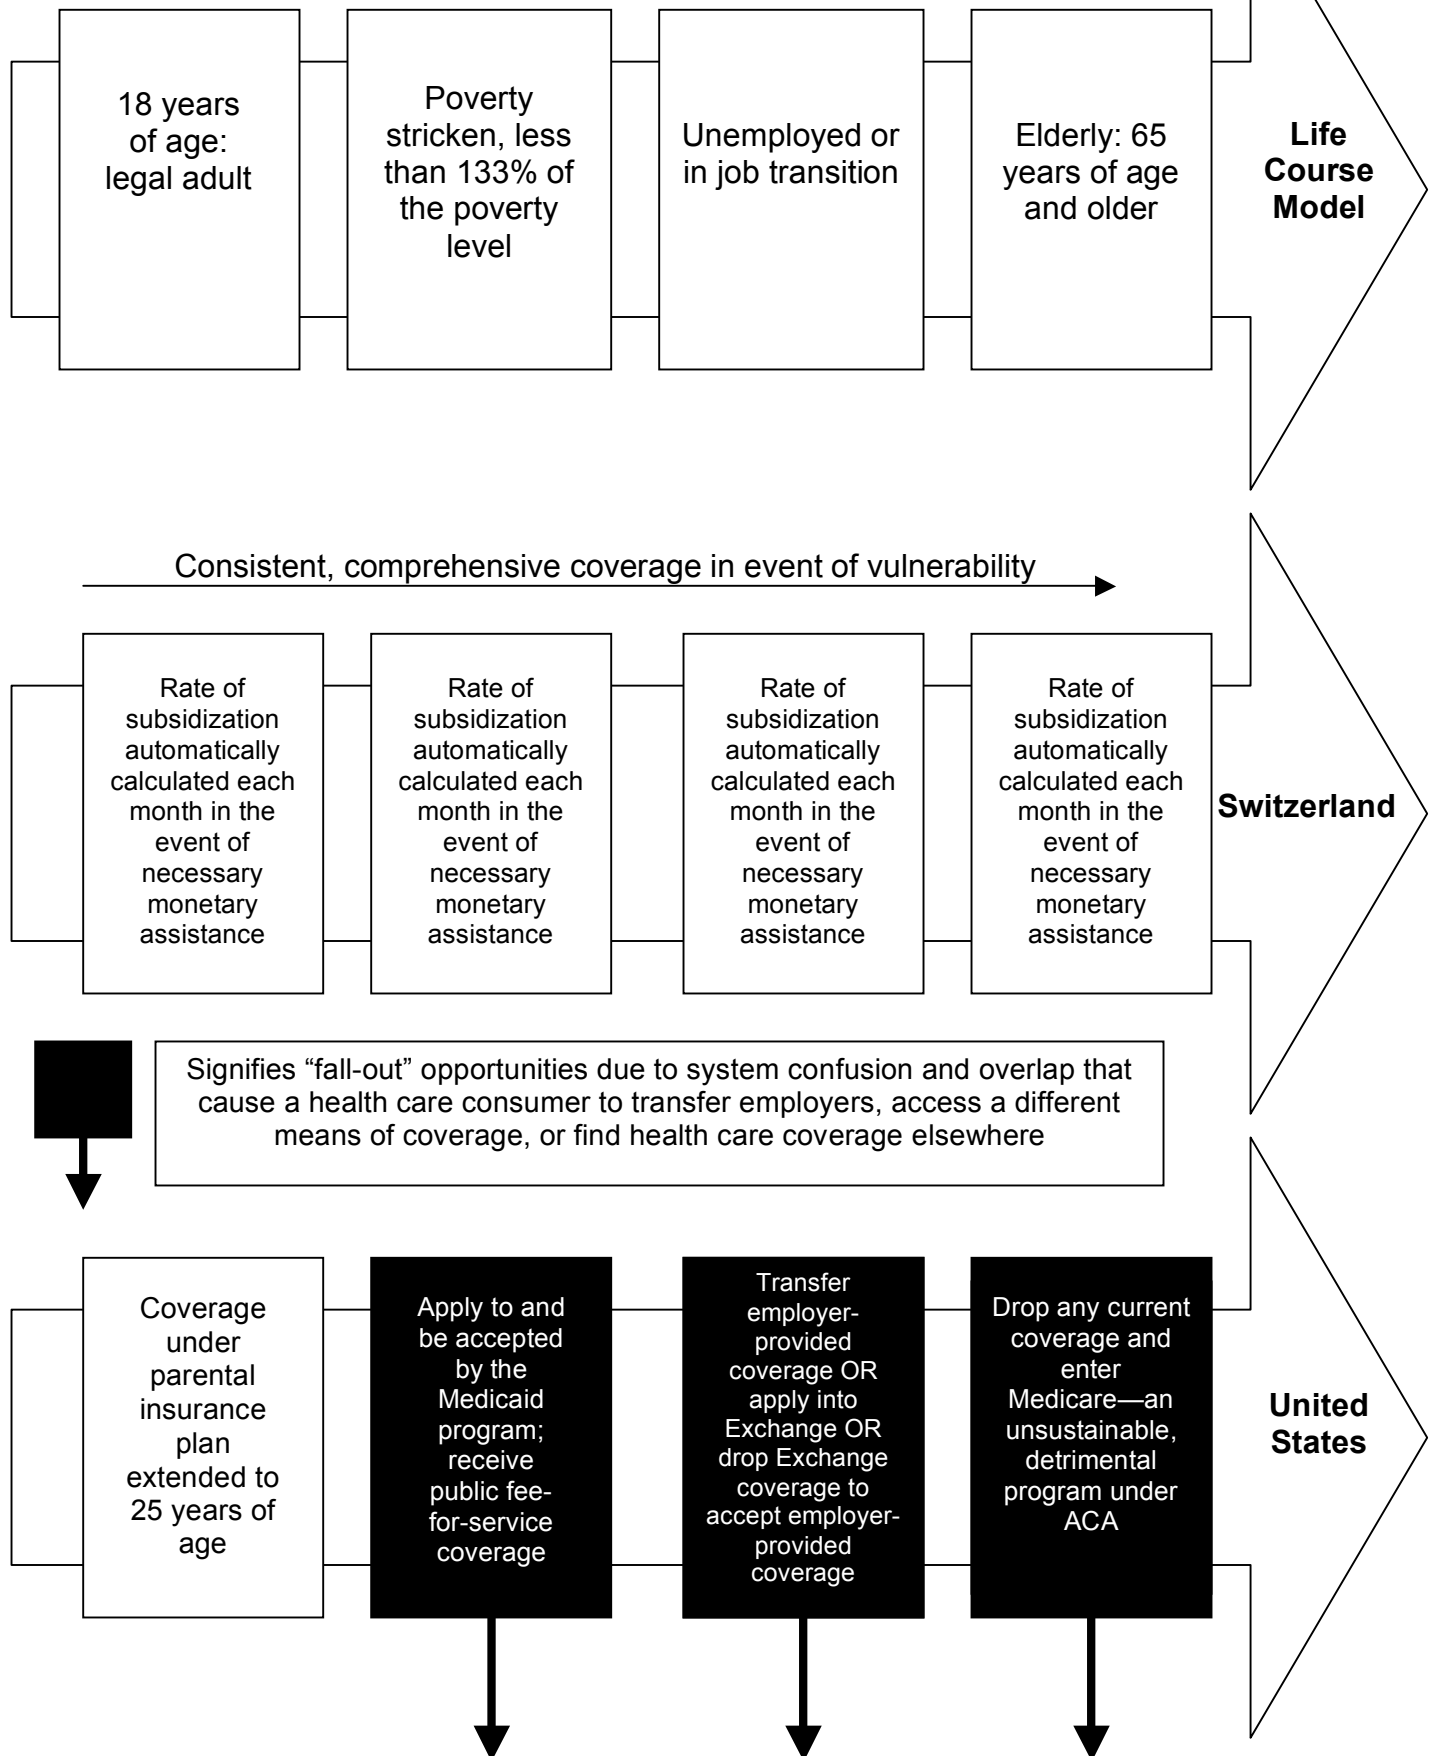 18 years
of age:
legal adult
Poverty
stricken, less
than 133% of
the poverty
level
Unemployed or
in job transition
Elderly: 65
years of age
and older
Life
Course
Model
Consistent, comprehensive coverage in event of vulnerability
Rate of
subsidization
automatically
calculated each
month in the
event of
necessary
monetary
assistance
Rate of
subsidization
automatically
calculated each
month in the
event of
necessary
monetary
assistance
Rate of
subsidization
automatically
calculated each
month in the
event of
necessary
monetary
assistance
Rate of
subsidization
automatically
calculated each
month in the
event of
necessary
monetary
assistance
Switzerland
Signifies “fall-out” opportunities due to system confusion and overlap that
cause a health care consumer to transfer employers, access a different
means of coverage, or find health care coverage elsewhere
Coverage
under
parental
insurance
plan
extended to
25 years of
age
Apply to and
be accepted
by the
Medicaid
program;
receive
public fee-
for-service
coverage
Transfer
employer-
provided
coverage OR
apply into
Exchange OR
drop Exchange
coverage to
accept employer-
provided
coverage
Drop any current
coverage and
enter
Medicare—an
unsustainable,
detrimental
program under
ACA
United
States